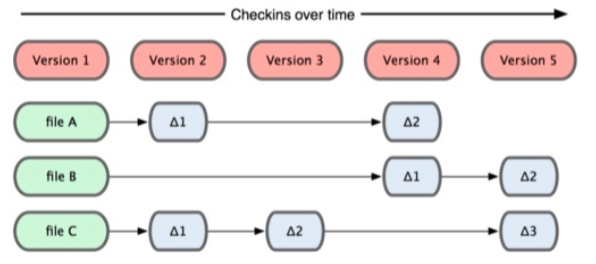 Checkins over time
Version 1 Version 2 Version 3 Version 4 Version 5
file A Δ1 Δ2
file B Δ1 Δ2
file C Δ1 Δ2 Δ3